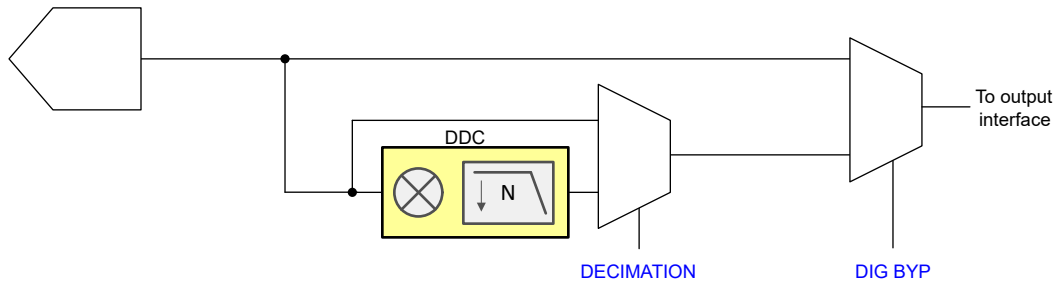 To output
interface
DDC
N
DECIMATION
DIG BYP